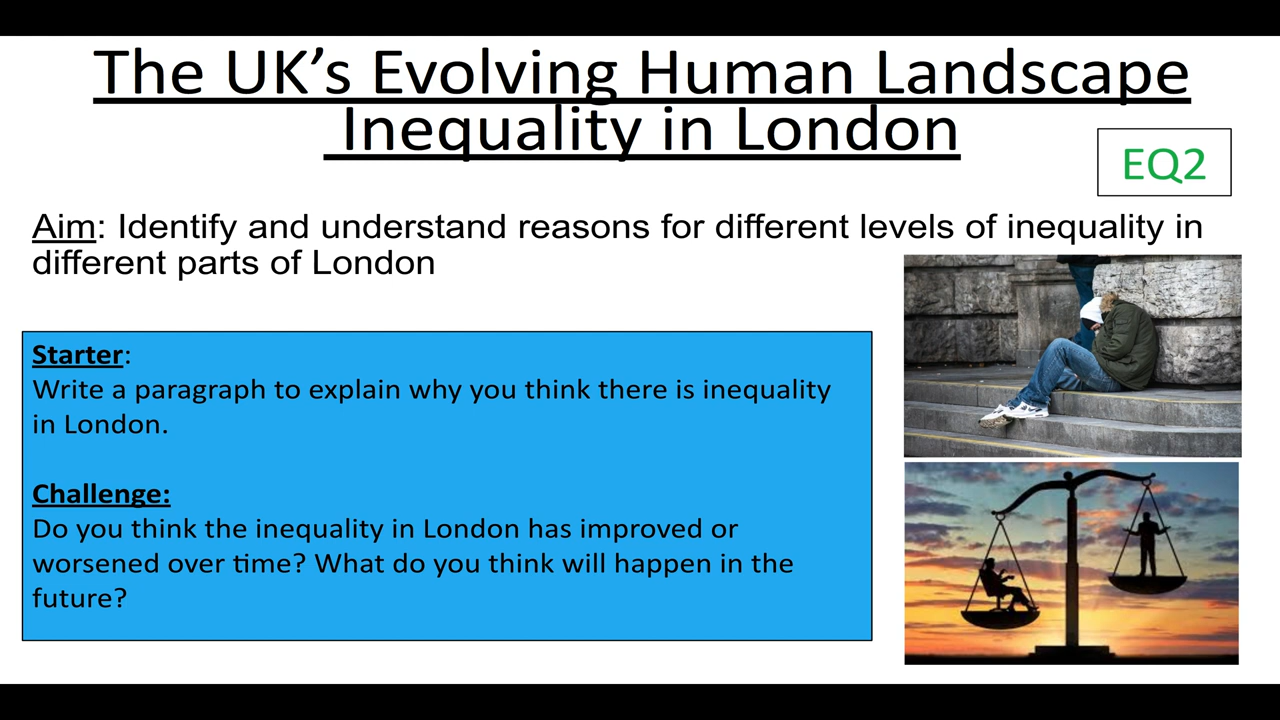 The UK’s Evolving Human Landscape
Inequality in London
EQ2
Aim: Identify and understand reasons for different levels of inequality in
different parts of London
Starter:
Write a paragraph to explain why you think there is inequality
in London.
Challenge:
Do you think the inequality in London has improved or
worsened over time? What do you think will happen in the
future?